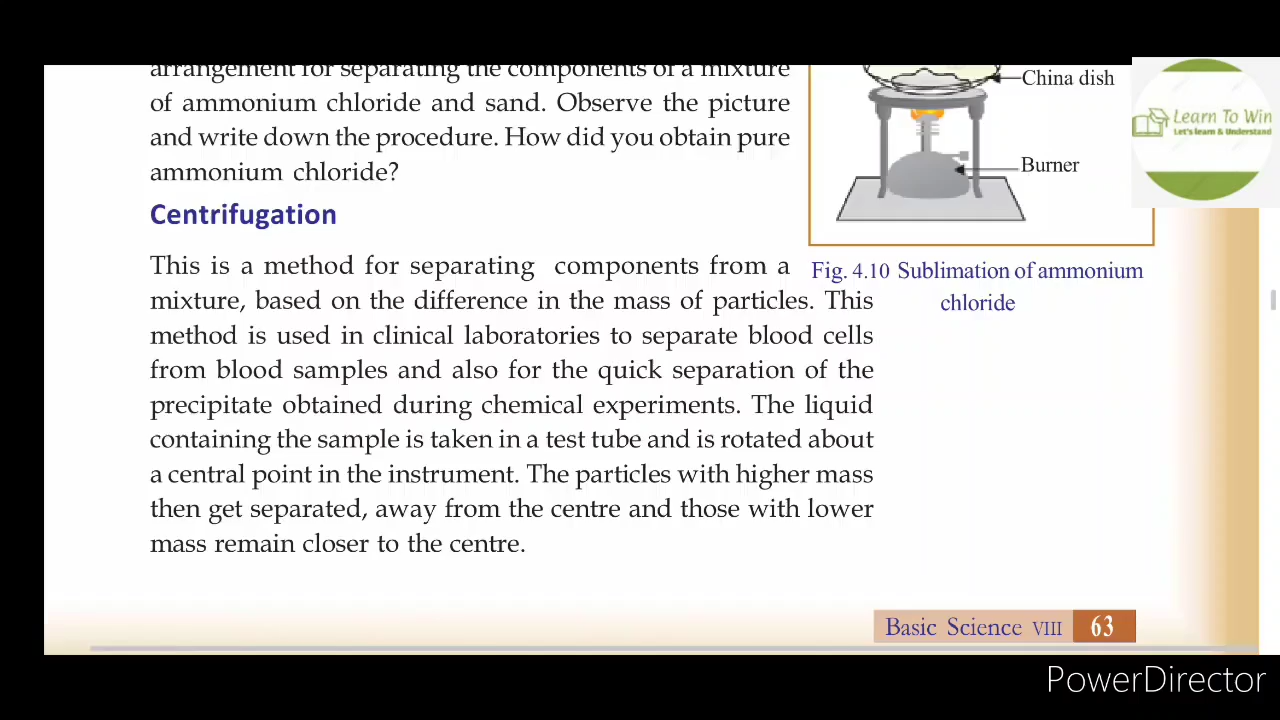 arrangement for separating the components of a mixture
of ammonium chloride and sand. Observe the picture
and write down the procedure. How did you obtain pure
ammonium chloride?
Centrifugation
This is a method for separating components from a
mixture, based on the difference in the mass of particles. This
method is used in clinical laboratories to separate blood cells
from blood samples and also for the quick separation of the
precipitate obtained during chemical experiments. The liquid
containing the sample is taken in a test tube and is rotated about
a central point in the instrument. The particles with higher mass
then get separated, away from the centre and those with lower
mass remain closer to the centre.
China dish
Burner
Fig. 4.10 Sublimation of ammonium
chloride
Learn To Win
Let's learn & Understand
Basic Science VIII 63
PowerDirector